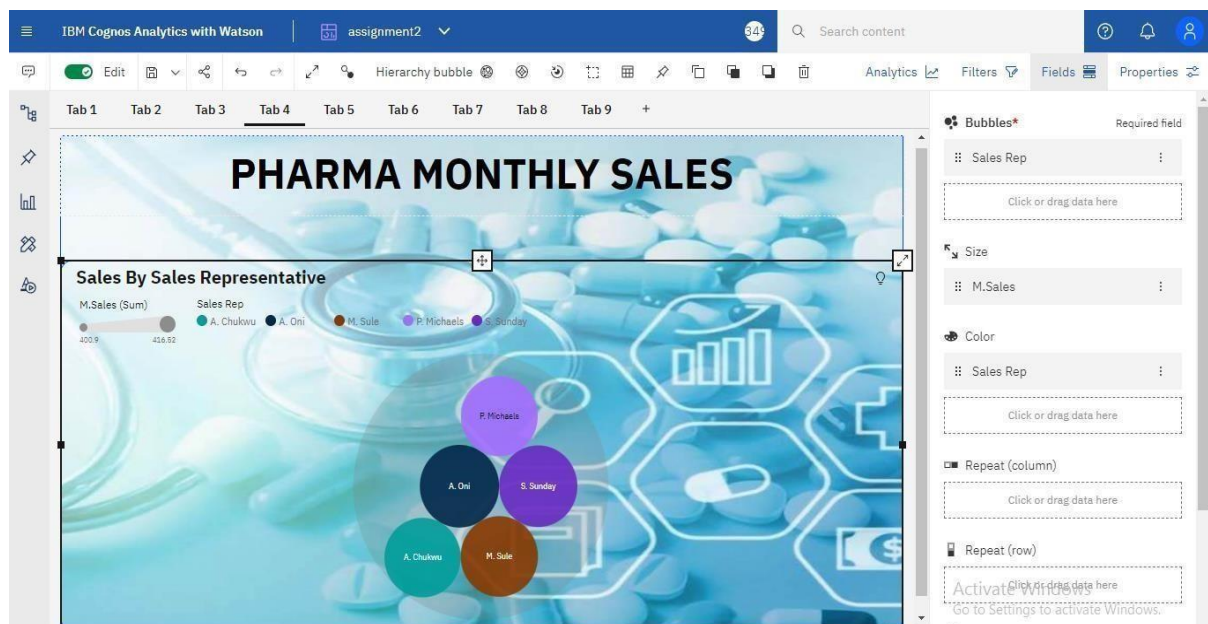 IBM Cognos Analytics with Watson
assignment2
Search content
Edit
Hierarchy bubble
Analytics
Filters
Fields
Properties
Tab 1 Tab 2 Tab 3 Tab 4 Tab 5 Tab 6 Tab 7 Tab 8 Tab 9 +
PHARMA MONTHLY SALES
Sales By Sales Representative
M.Sales (Sum)
400.9 416.52
Sales Rep
A. Chukwu A. Oni M. Sule P. Michaels S. Sunday
P. Michaels
A. Oni
S. Sunday
A. Chukwu
M. Sule
Bubbles* Required field
Sales Rep
Click or drag data here
Size
M.Sales
Color
Sales Rep
Click or drag data here
Repeat (column)
Click or drag data here
Repeat (row)
Click or drag data here
Activate Windows
Go to Settings to activate Windows.